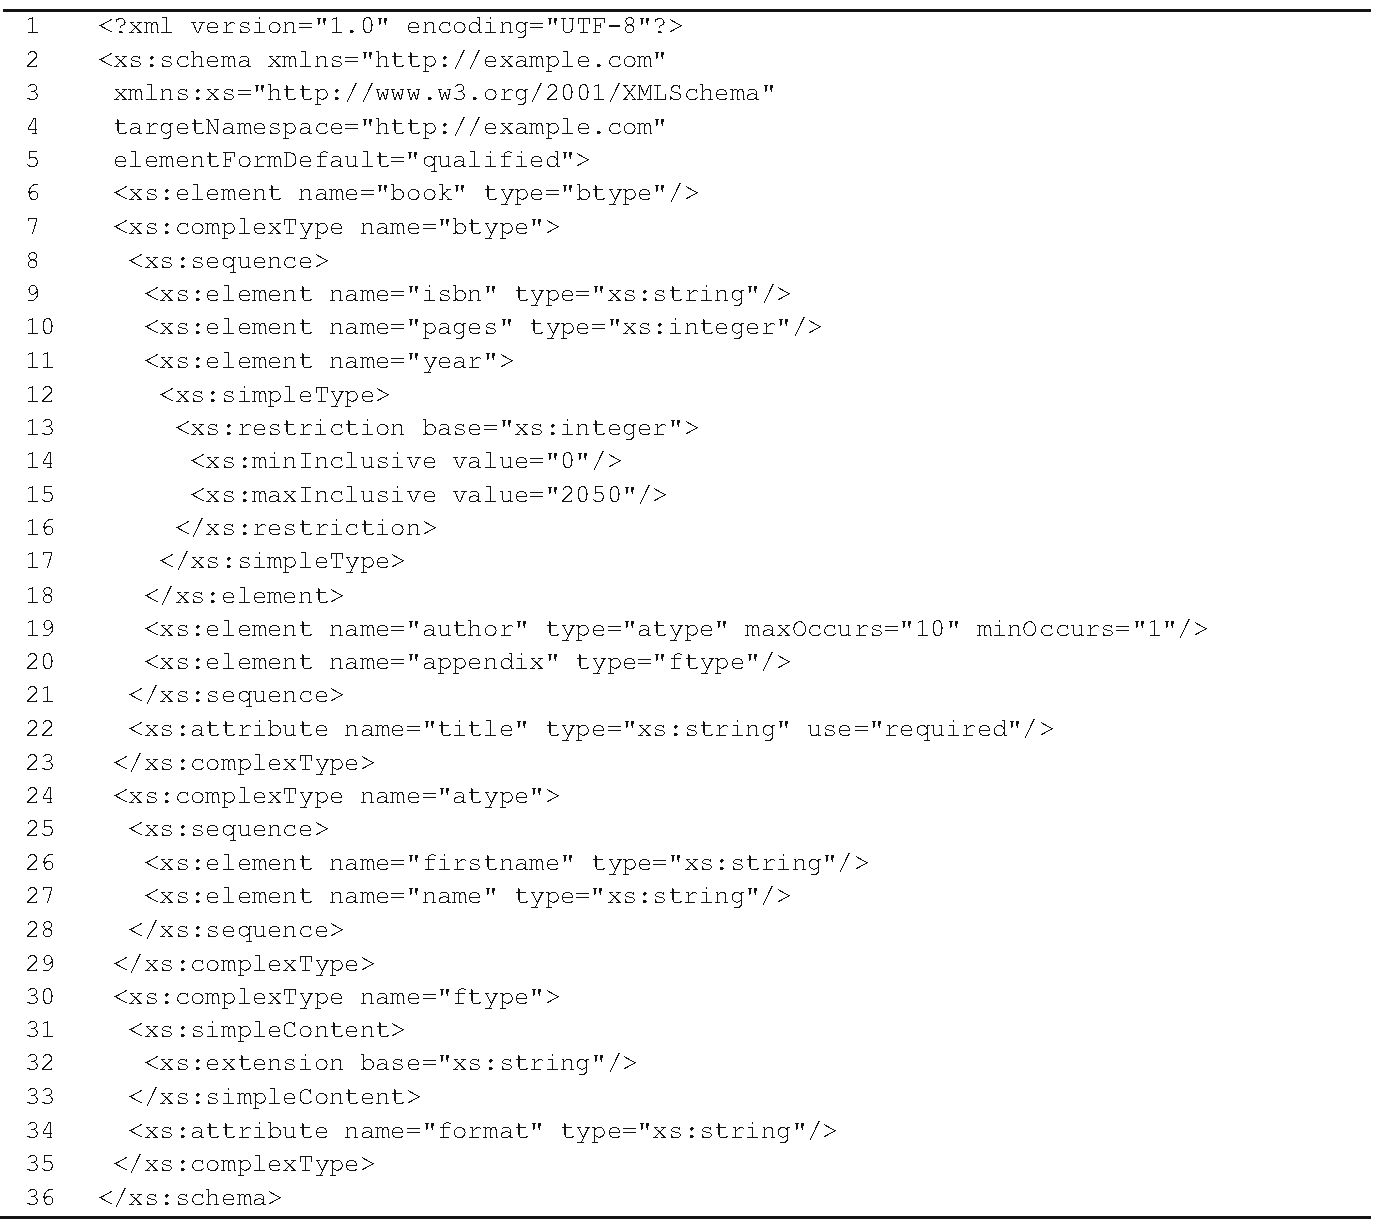 1 <?xml version="1.0" encoding="UTF-8"?>
2 <xs:schema xmlns="http://example.com"
3 xmlns:xs="http://www.w3.org/2001/XMLSchema"
4 targetNamespace="http://example.com"
5 elementFormDefault="qualified">
6 <xs:element name="book" type="btype"/>
7 <xs:complexType name="btype">
8 <xs:sequence>
9 <xs:element name="isbn" type="xs:string"/>
10 <xs:element name="pages" type="xs:integer"/>
11 <xs:element name="year">
12 <xs:simpleType>
13 <xs:restriction base="xs:integer">
14 <xs:minInclusive value="0"/>
15 <xs:maxInclusive value="2050"/>
16 </xs:restriction>
17 </xs:simpleType>
18 </xs:element>
19 <xs:element name="author" type="atype" maxOccurs="10" minOccurs="1"/>
20 <xs:element name="appendix" type="ftype"/>
21 </xs:sequence>
22 <xs:attribute name="title" type="xs:string" use="required"/>
23 </xs:complexType>
24 <xs:complexType name="atype">
25 <xs:sequence>
26 <xs:element name="firstname" type="xs:string"/>
27 <xs:element name="name" type="xs:string"/>
28 </xs:sequence>
29 </xs:complexType>
30 <xs:complexType name="ftype">
31 <xs:simpleContent>
32 <xs:extension base="xs:string"/>
33 </xs:simpleContent>
34 <xs:attribute name="format" type="xs:string"/>
35 </xs:complexType>
36 </xs:schema>